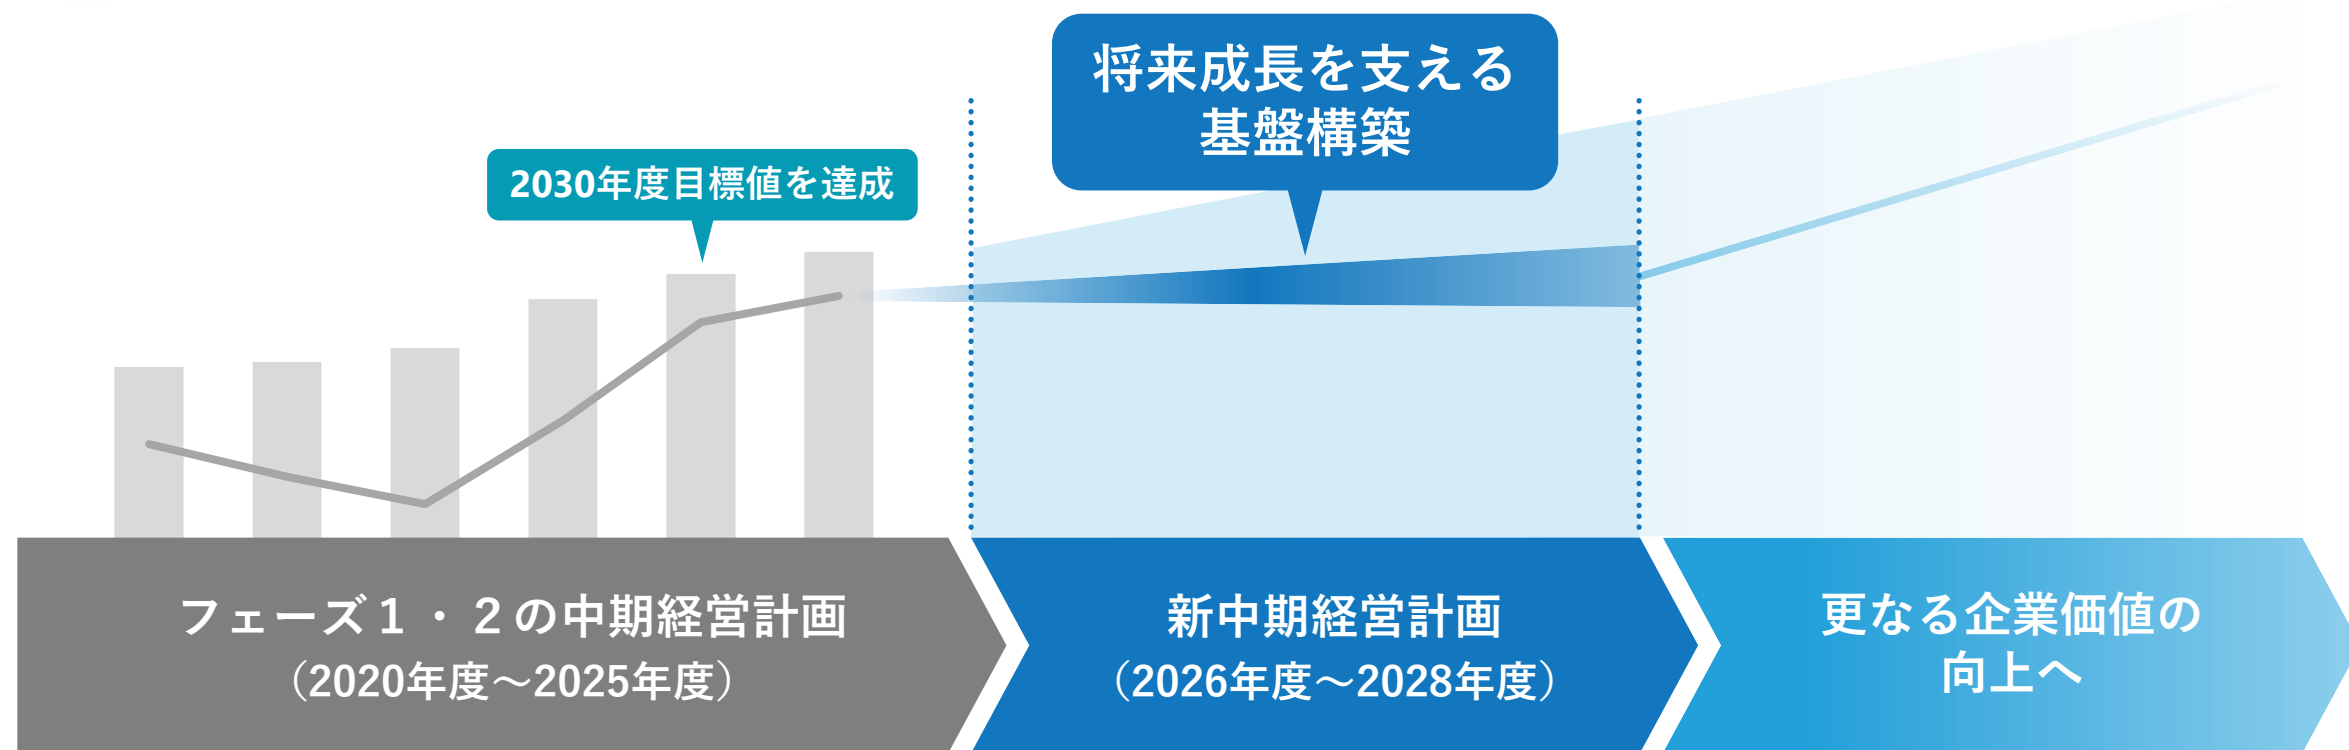 将来成長を支える
基盤構築
2030年度目標値を達成
フェーズ１・２の中期経営計画
（2020年度～2025年度）
新中期経営計画
（2026年度～2028年度）
更なる企業価値の
向上へ